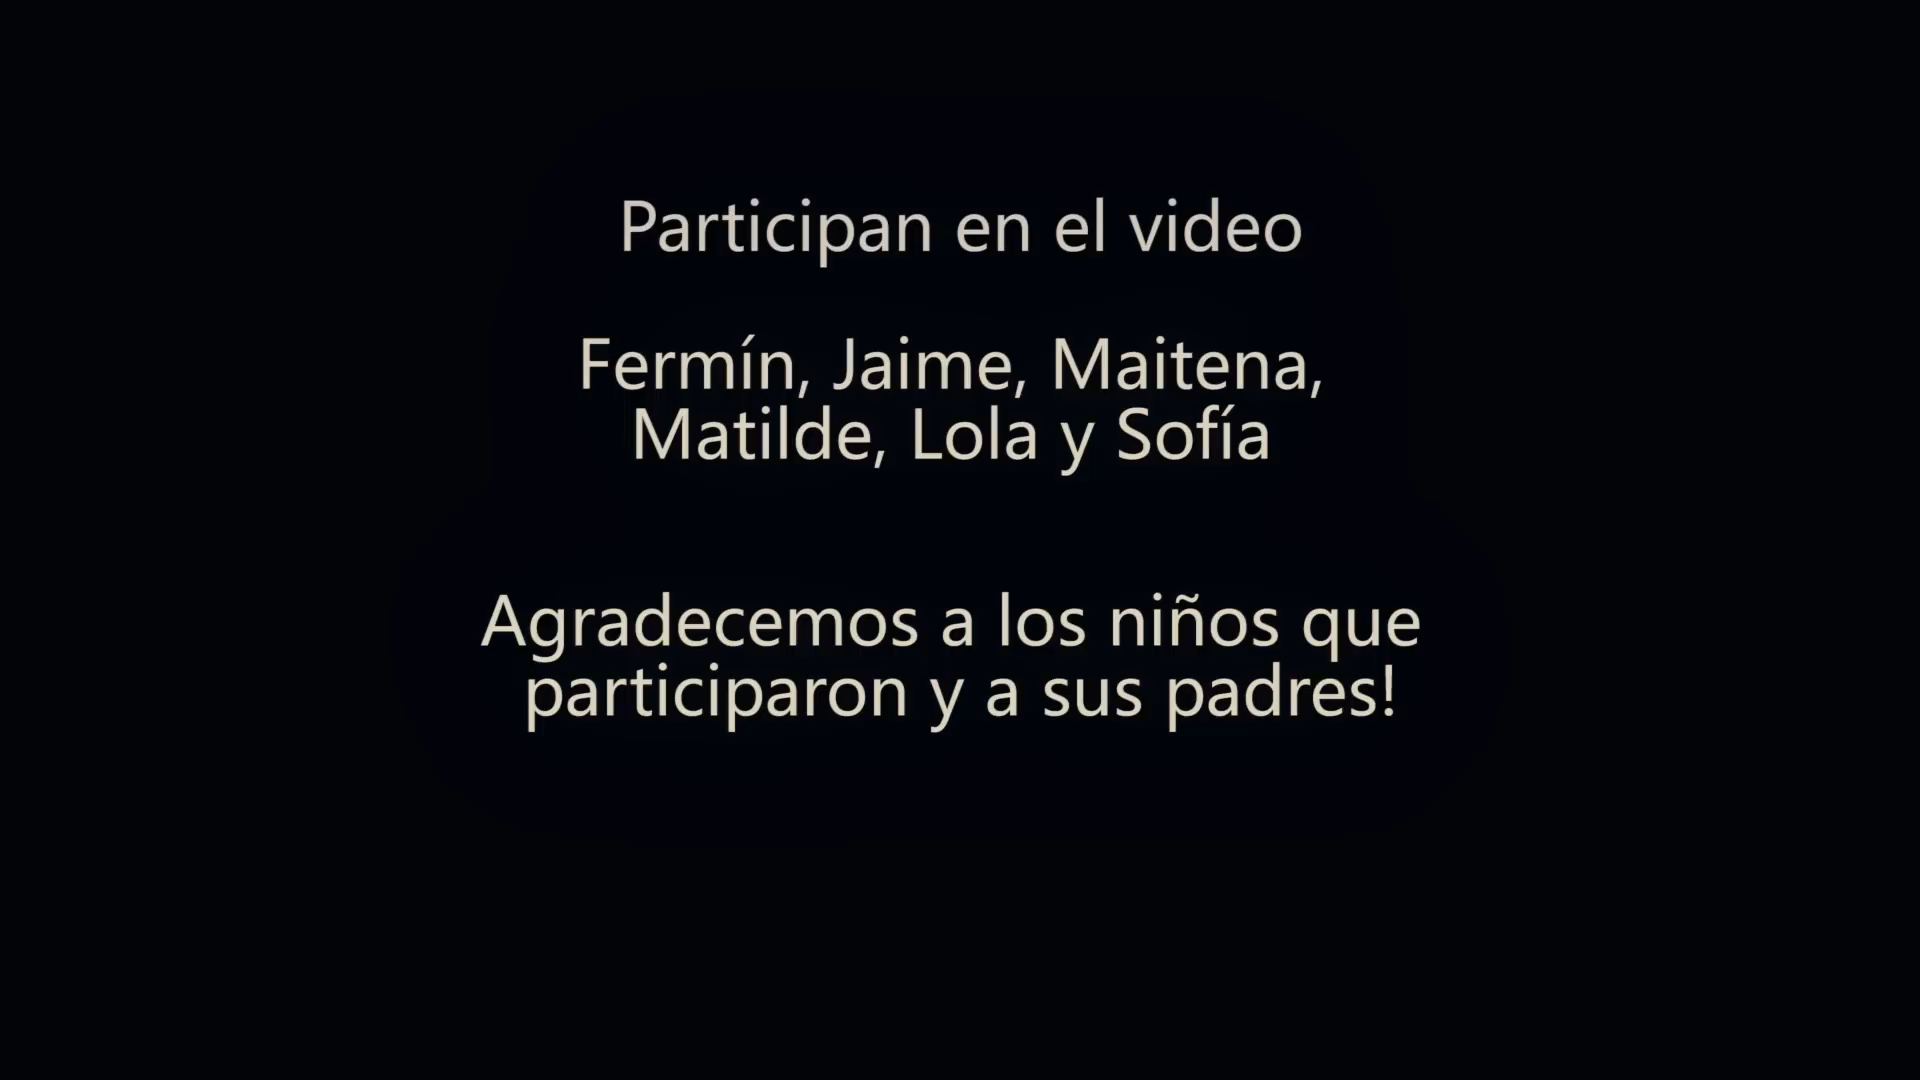 Participan en el video
Fermín, Jaime, Maitena,
Matilde, Lola y Sofía
Agradecemos a los niños que
participaron y a sus padres!